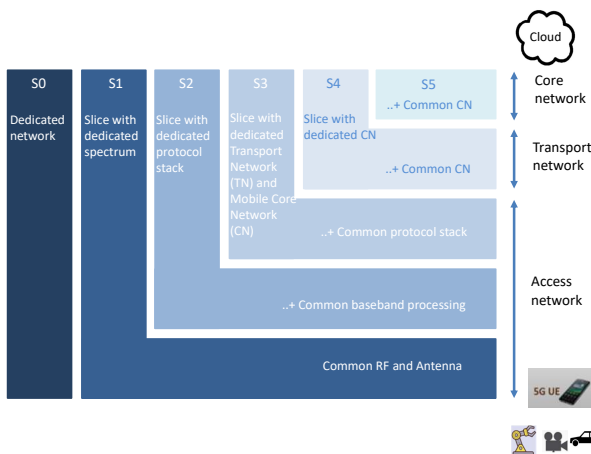 Cloud
S0
Dedicated
network
S1
Slice with
dedicated
spectrum
S2
Slice with
dedicated
protocol
stack
S3
Slice with
dedicated
Transport
Network
(TN) and
Mobile Core
Network
(CN)
S4
Slice with
dedicated CN
S5
..+ Common CN
..+ Common CN
..+ Common protocol stack
..+ Common baseband processing
Common RF and Antenna
Core
network
Transport
network
Access
network
5G UE